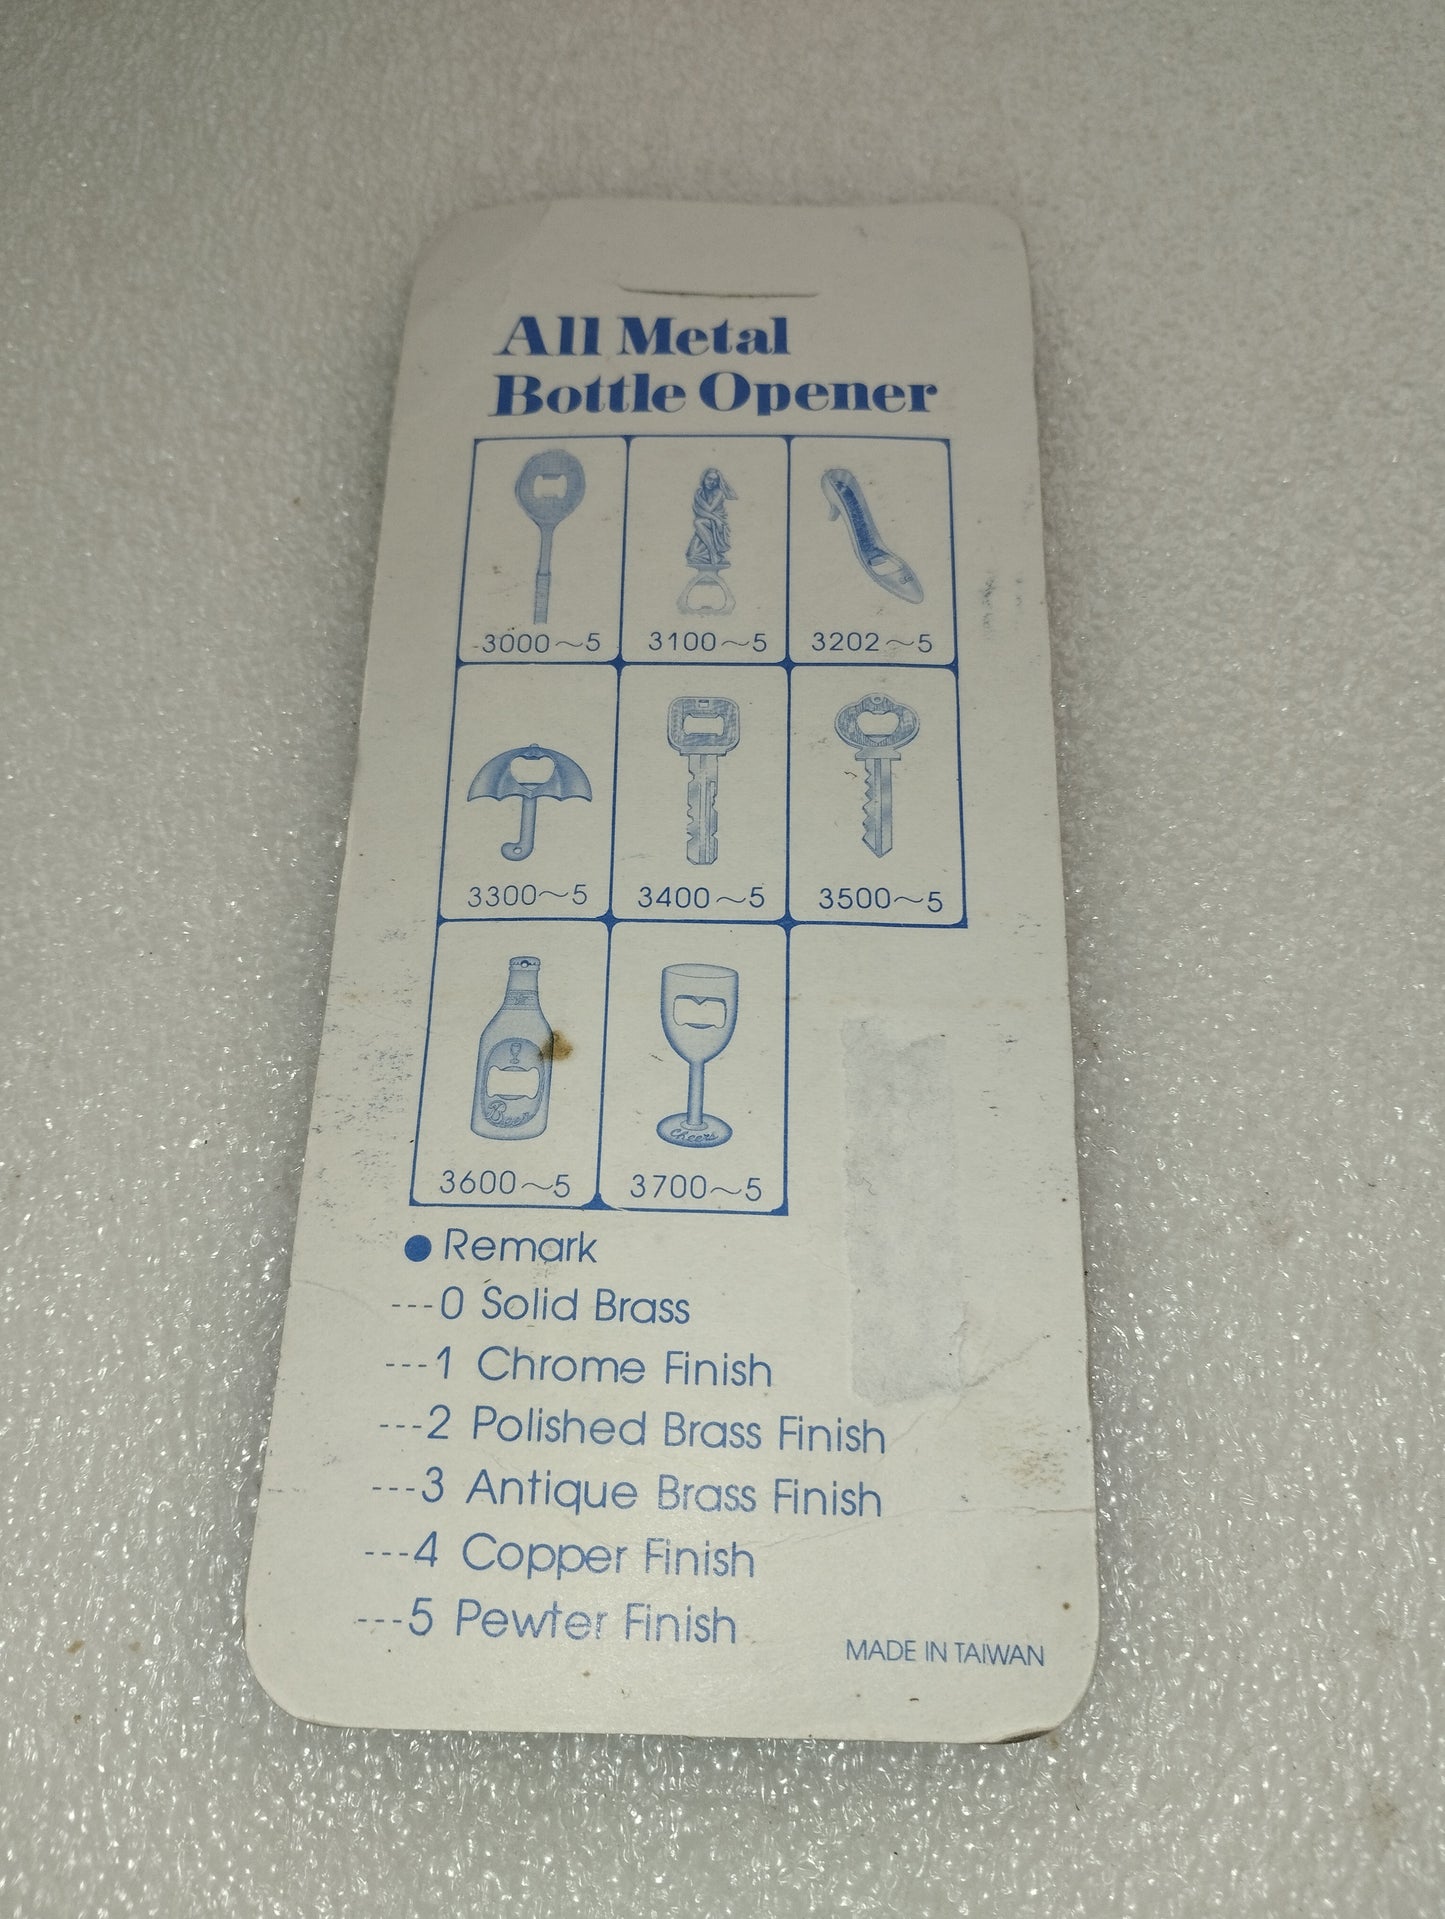 All Metal
Bottle Opener
3000~5 3100~5 3202~5
3300~5 3400~5 3500~5
Beer Cheers
3600~5 3700~5
● Remark
---0 Solid Brass
---1 Chrome Finish
---2 Polished Brass Finish
---3 Antique Brass Finish
---4 Copper Finish
---5 Pewter Finish
MADE IN TAIWAN